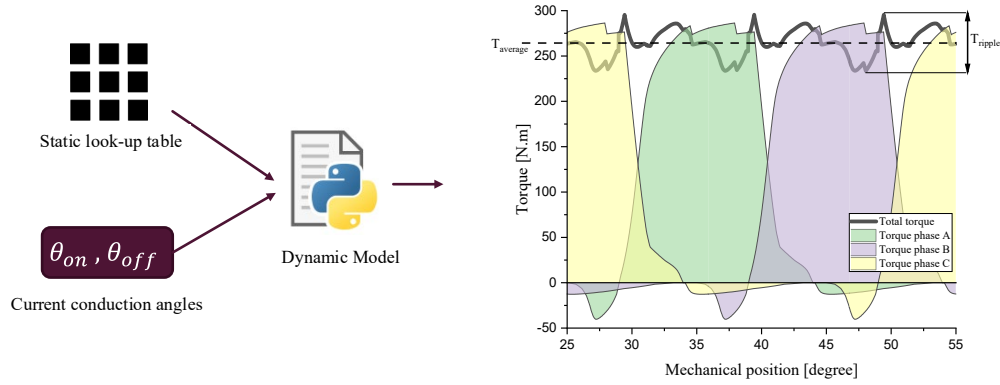 Static look-up table
θon , θoff
Current conduction angles
Dynamic Model
300
250
200
150
100
50
0
-50
Torque [N.m]
Taverage
Tripple
Total torque
Torque phase A
Torque phase B
Torque phase C
25 30 35 40 45 50 55
Mechanical position [degree]